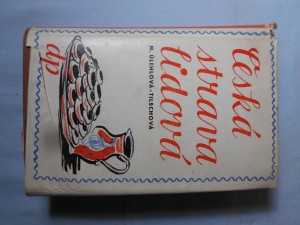 Česká
strava
lidová
M. ÚLEHLOVÁ-TILSCHOVÁ
dp